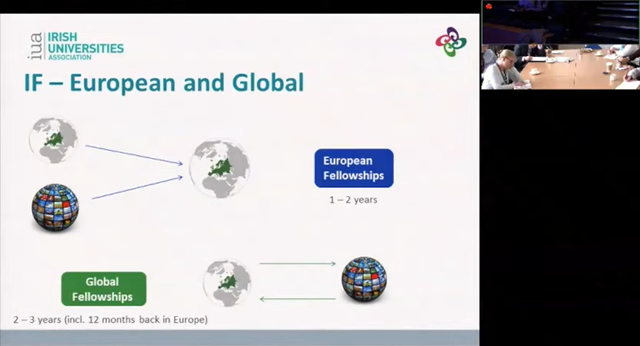 iua
IRISH
UNIVERSITIES
ASSOCIATION
IF – European and Global
European
Fellowships
1 – 2 years
Global
Fellowships
2 – 3 years (incl. 12 months back in Europe)